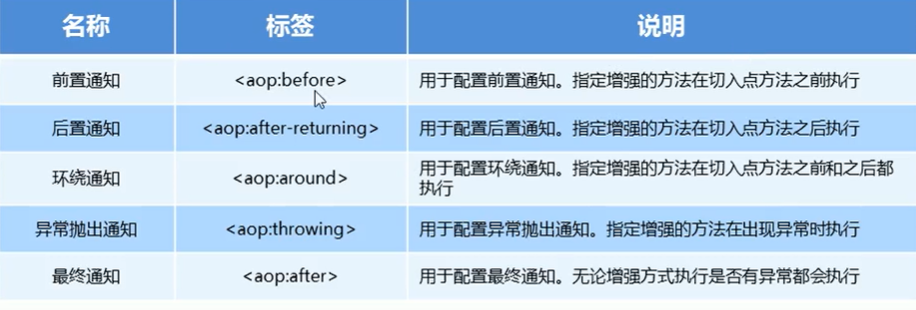 名称 标签 说明
前置通知 <aop:before> 用于配置前置通知。指定增强的方法在切入点方法之前执行
后置通知 <aop:after-returning> 用于配置后置通知。指定增强的方法在切入点方法之后执行
环绕通知 <aop:around> 用于配置环绕通知。指定增强的方法在切入点方法之前和之后都
执行
异常抛出通知 <aop:throwing> 用于配置异常抛出通知。指定增强的方法在出现异常时执行
最终通知 <aop:after> 用于配置最终通知。无论增强方式执行是否有异常都会执行